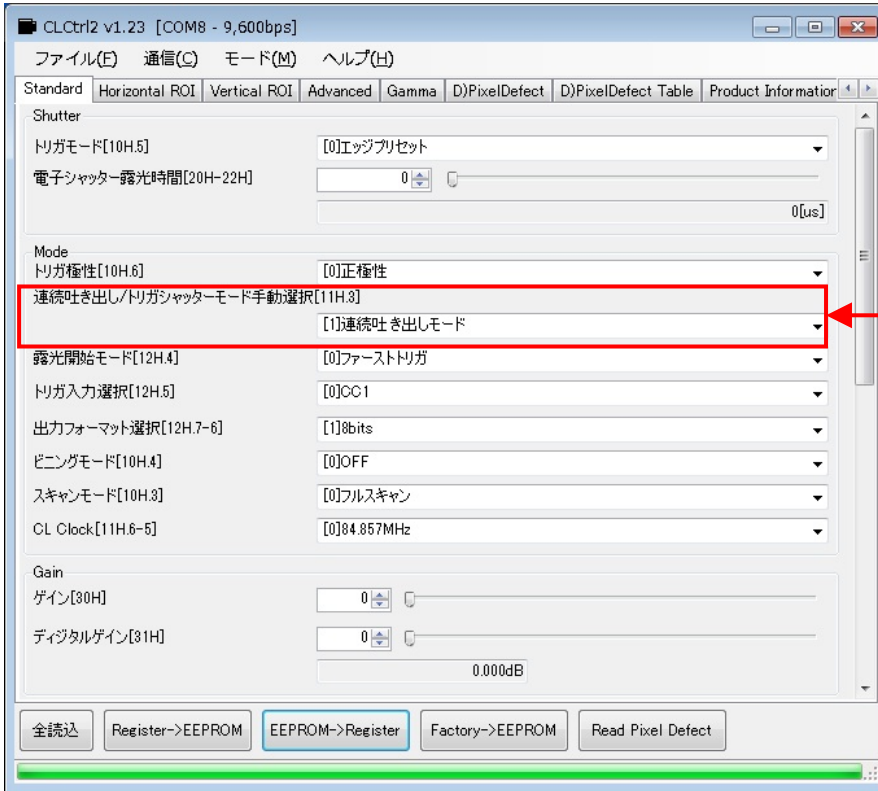 CLCtrl2 v1.23 [COM8 - 9,600bps]
ファイル(F) 通信(C) モード(M) ヘルプ(H)
Standard Horizontal ROI Vertical ROI Advanced Gamma D)PixelDefect D)PixelDefect Table Product Information
Shutter
トリガモード[10H.5] [0]エッジプリセット
電子シャッター露光時間[20H-22H] 0
0[us]
Mode
トリガ極性[10H.6] [0]正極性
連続吐き出し/トリガシャッターモード手動選択[11H.3]
[1]連続吐き出しモード
露光開始モード[12H.4] [0]ファーストトリガ
トリガ入力選択[12H.5] [0]CC1
出力フォーマット選択[12H.7-6] [1]8bits
ビニングモード[10H.4] [0]OFF
スキャンモード[10H.3] [0]フルスキャン
CL Clock[11H.6-5] [0]84.857MHz
Gain
ゲイン[30H] 0
ディジタルゲイン[31H] 0
0.000dB
全読込 Register->EEPROM EEPROM->Register Factory->EEPROM Read Pixel Defect